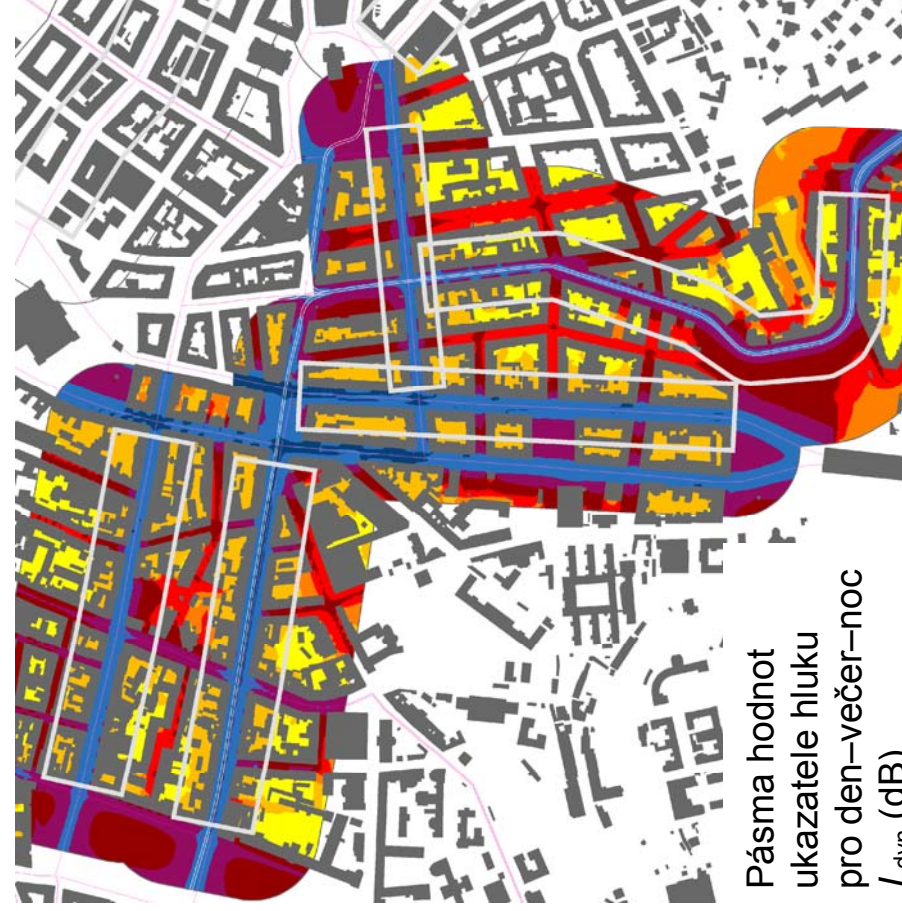 Pásma hodnot
ukazatele hluku
pro den–večer–noc
Ldvn (dB)